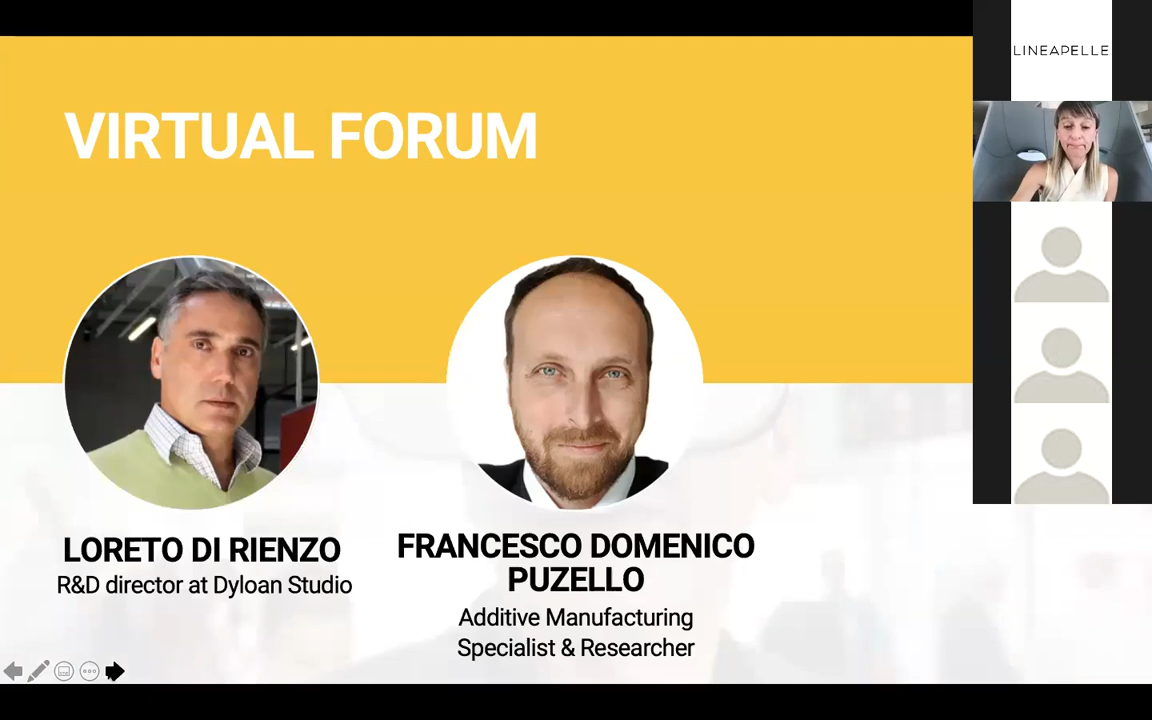 VIRTUAL FORUM
LINEAPELLE
LORETO DI RIENZO
R&D director at Dyloan Studio
FRANCESCO DOMENICO
PUZELLO
Additive Manufacturing
Specialist & Researcher